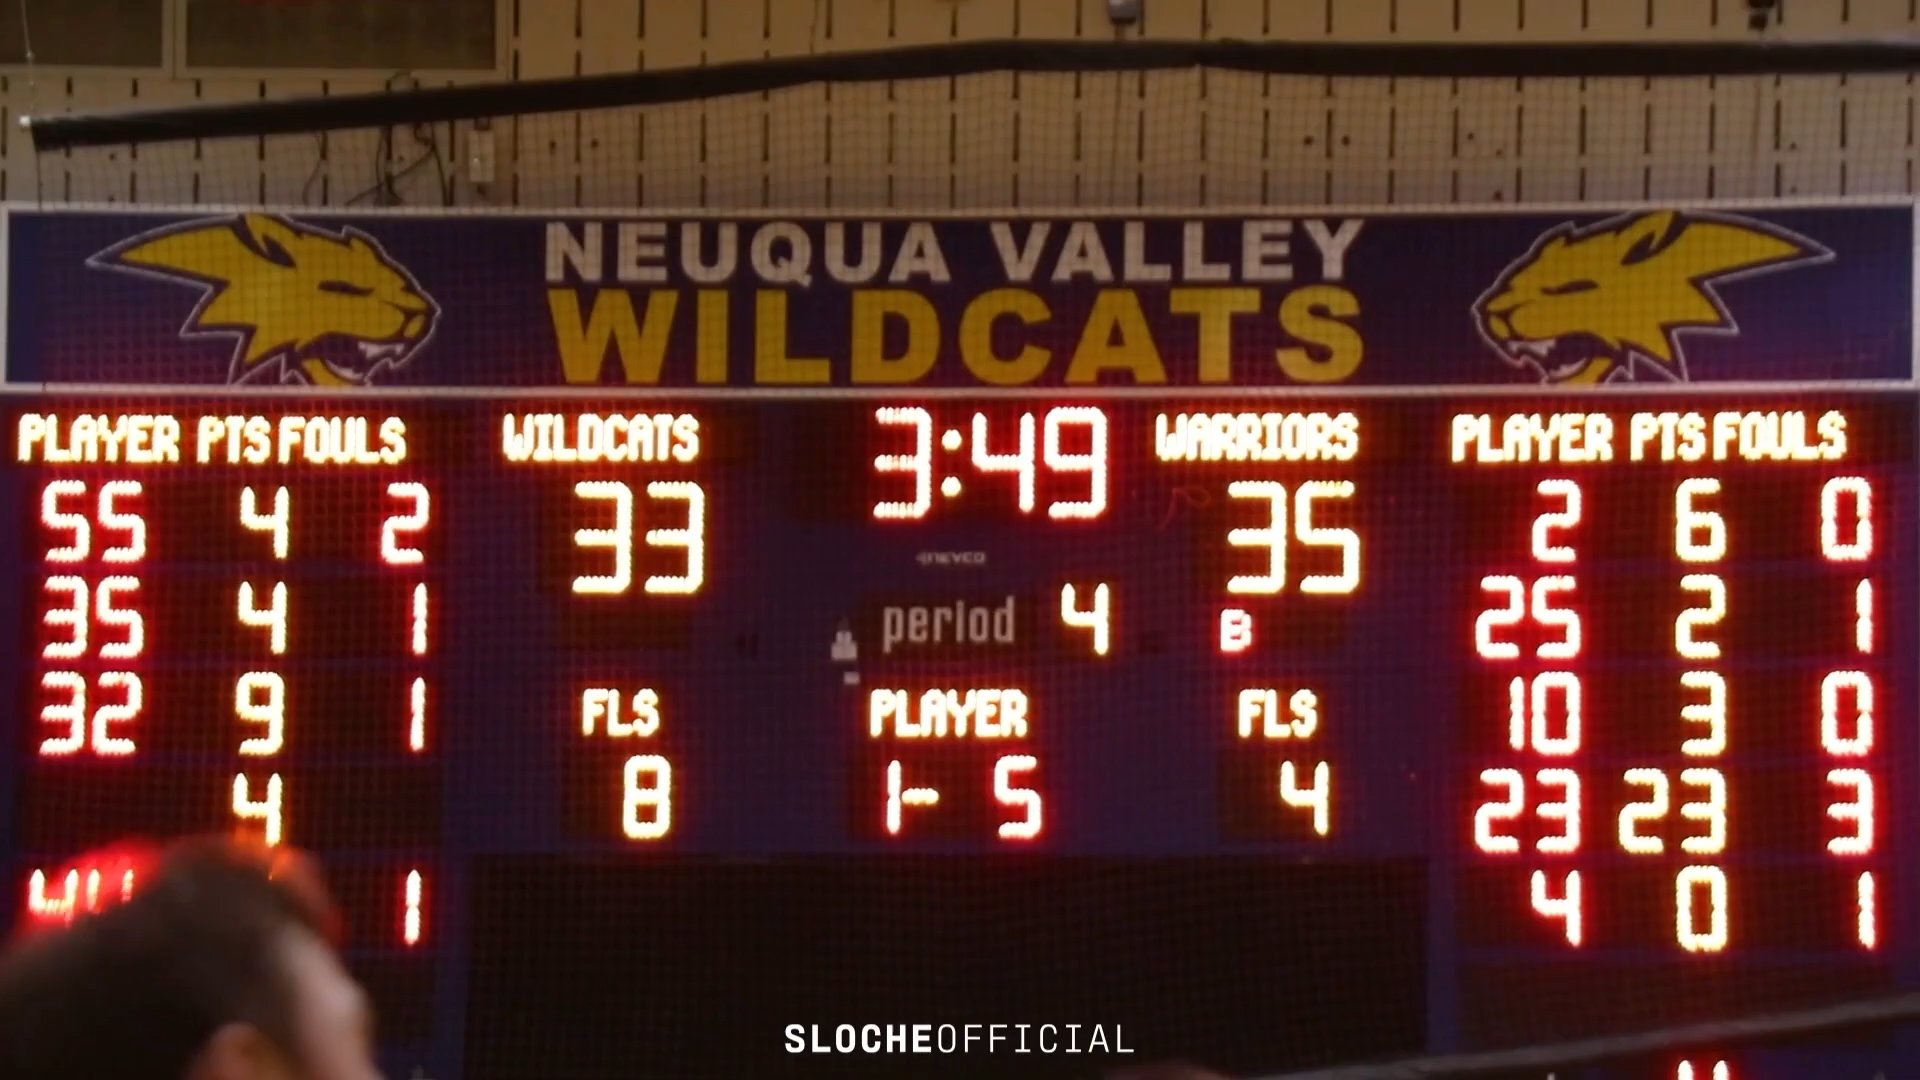 NEUQUA VALLEY
WILDCATS
PLAYER PTS FOULS
55 4 2
35 4 1
32 9 1
4
1
WILDCATS
33
FLS
8
3:49
NEVCO
period 4
PLAYER
1- 5
WARRIORS
35
B
FLS
4
PLAYER PTS FOULS
2 6 0
25 2 1
10 3 0
23 23 3
4 0 1
SLOCHEOFFICIAL